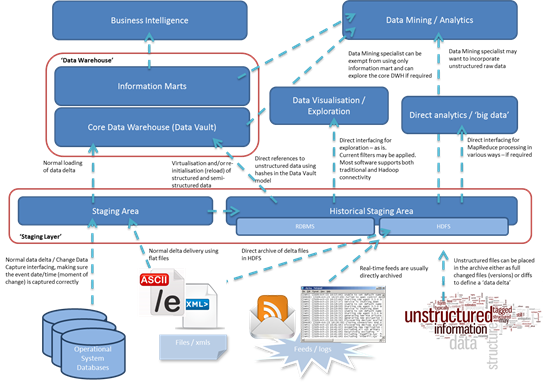 Business Intelligence
Data Mining / Analytics
'Data Warehouse'
Information Marts
Core Data Warehouse (Data Vault)
Data Mining specialist can be
exempt from using only
information mart and can
explore the core DWH if required
Data Mining specialist may
want to incorporate
unstructured raw data
Data Visualisation /
Exploration
Direct analytics / 'big data'
Normal loading
of data delta
Virtualisation and/orre-
initialisation (reload) of
structured and semi-
structured data
Direct references to
unstructured data using
hashes in the Data Vault
model
Direct interfacing for
exploration – as is.
Current filters may be applied.
Most software supports both
traditional and Hadoop
connectivity
Direct interfacing for
MapReduce processing in
various ways – if required
Staging Area
Historical Staging Area
RDBMS
HDFS
'Staging Layer'
Normal data delta / Change Data
Capture interfacing, making sure
the event date/time (moment of
change) is captured correctly
Normal delta delivery using
flat files
Direct archive of delta files
in HDFS
Real-time feeds are usually
directly archived
Unstructured files can be placed
in the archive either as full
changed files (versions) or diffs
to define a 'data delta'
ASCII
/e
XML>
Operational
System
Databases
Files / xmls
Feeds / logs
unstructured
tagged
information
data
structure